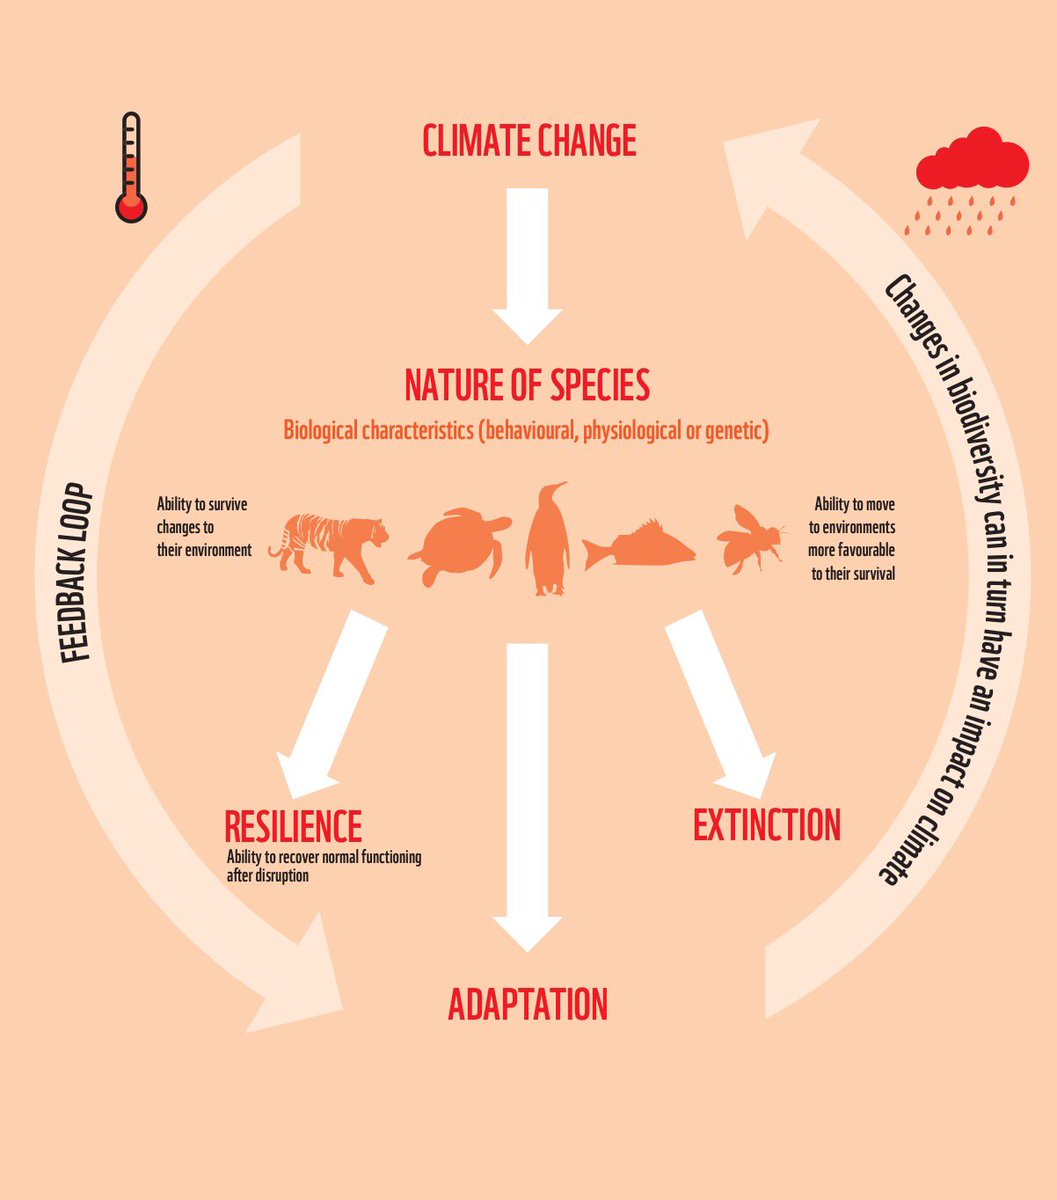 CLIMATE CHANGE
NATURE OF SPECIES
Biological characteristics (behavioural, physiological or genetic)
Ability to survive
changes to
their environment
Ability to move
to environments
more favourable
to their survival
FEEDBACK LOOP
Changes in biodiversity can in turn have an impact on climate
RESILIENCE
Ability to recover normal functioning
after disruption
EXTINCTION
ADAPTATION